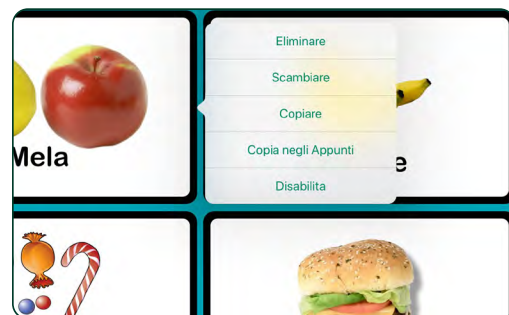 Eliminare
Scambiare
Copiare
Copia negli Appunti
Disabilita
Mela
e